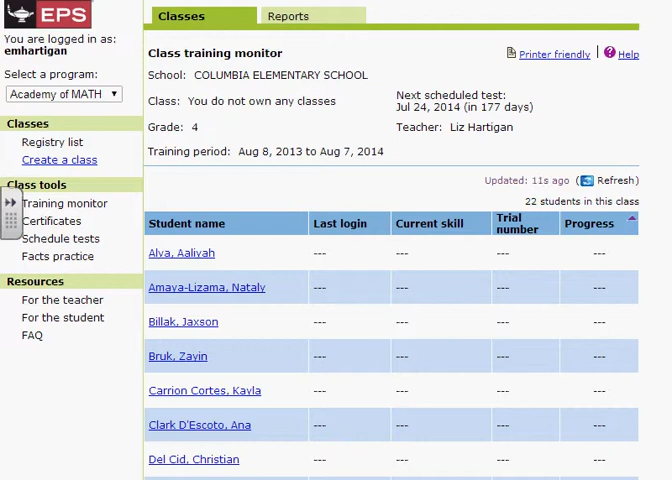 EPS
You are logged in as:
emhartigan
Select a program:
Academy of MATH
Classes
Registry list
Create a class
Class tools
Training monitor
Certificates
Schedule tests
Facts practice
Resources
For the teacher
For the student
FAQ
Classes Reports
Class training monitor Printer friendly Help
School: COLUMBIA ELEMENTARY SCHOOL
Class: You do not own any classes
Next scheduled test:
Jul 24, 2014 (in 177 days)
Grade: 4
Teacher: Liz Hartigan
Training period: Aug 8, 2013 to Aug 7, 2014
Updated: 11s ago ( Refresh)
22 students in this class
Student name Last login Current skill Trial number Progress
Alva, Aaliyah --- --- --- ---
Amaya-Lizama, Nataly --- --- --- ---
Billak, Jaxson --- --- --- ---
Bruk, Zavin --- --- --- ---
Carrion Cortes, Kayla --- --- --- ---
Clark D'Escoto, Ana --- --- --- ---
Del Cid, Christian --- --- --- ---